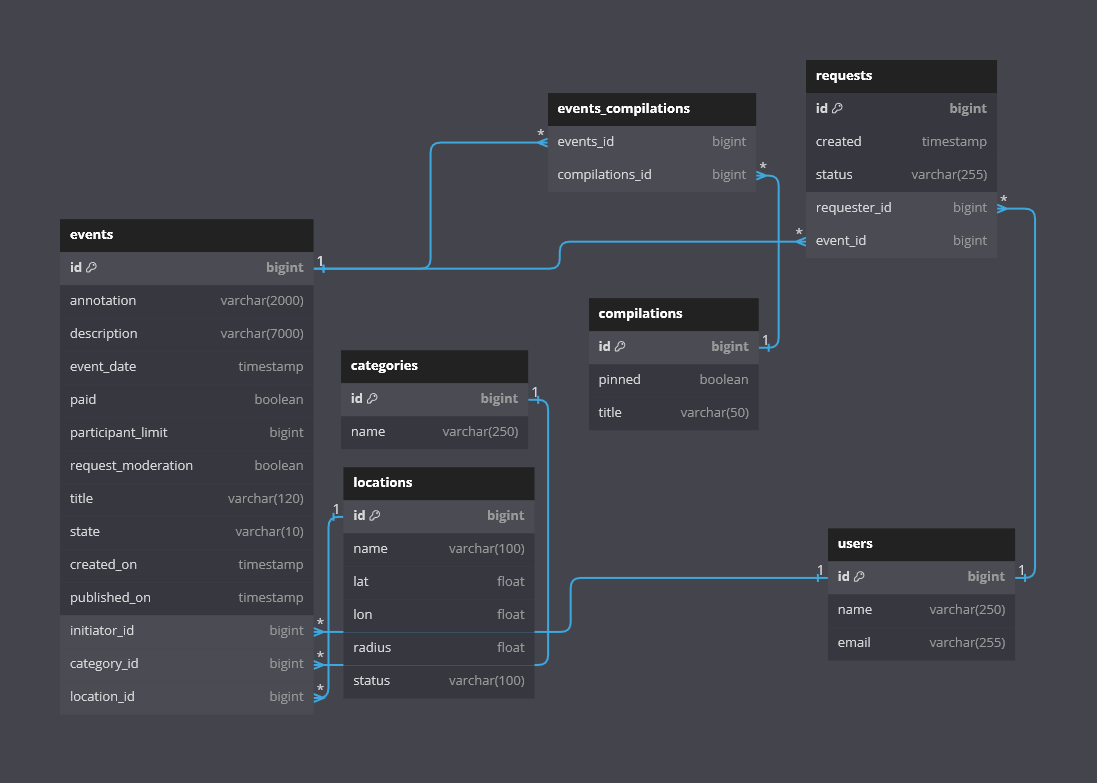 requests
id bigint
created timestamp
status varchar(255)
requester_id bigint *
* event_id bigint
events_compilations
* events_id bigint
compilations_id bigint *
events
id bigint 1
annotation varchar(2000)
description varchar(7000)
event_date timestamp
paid boolean
participant_limit bigint
request_moderation boolean
title varchar(120)
state varchar(10)
created_on timestamp
published_on timestamp
initiator_id bigint *
category_id bigint *
location_id bigint *
compilations
id bigint 1
pinned boolean
title varchar(50)
categories
id bigint 1
name varchar(250)
locations
1 id bigint
name varchar(100)
lat float
lon float
radius float
status varchar(100)
users
1 id bigint 1
name varchar(250)
email varchar(255)